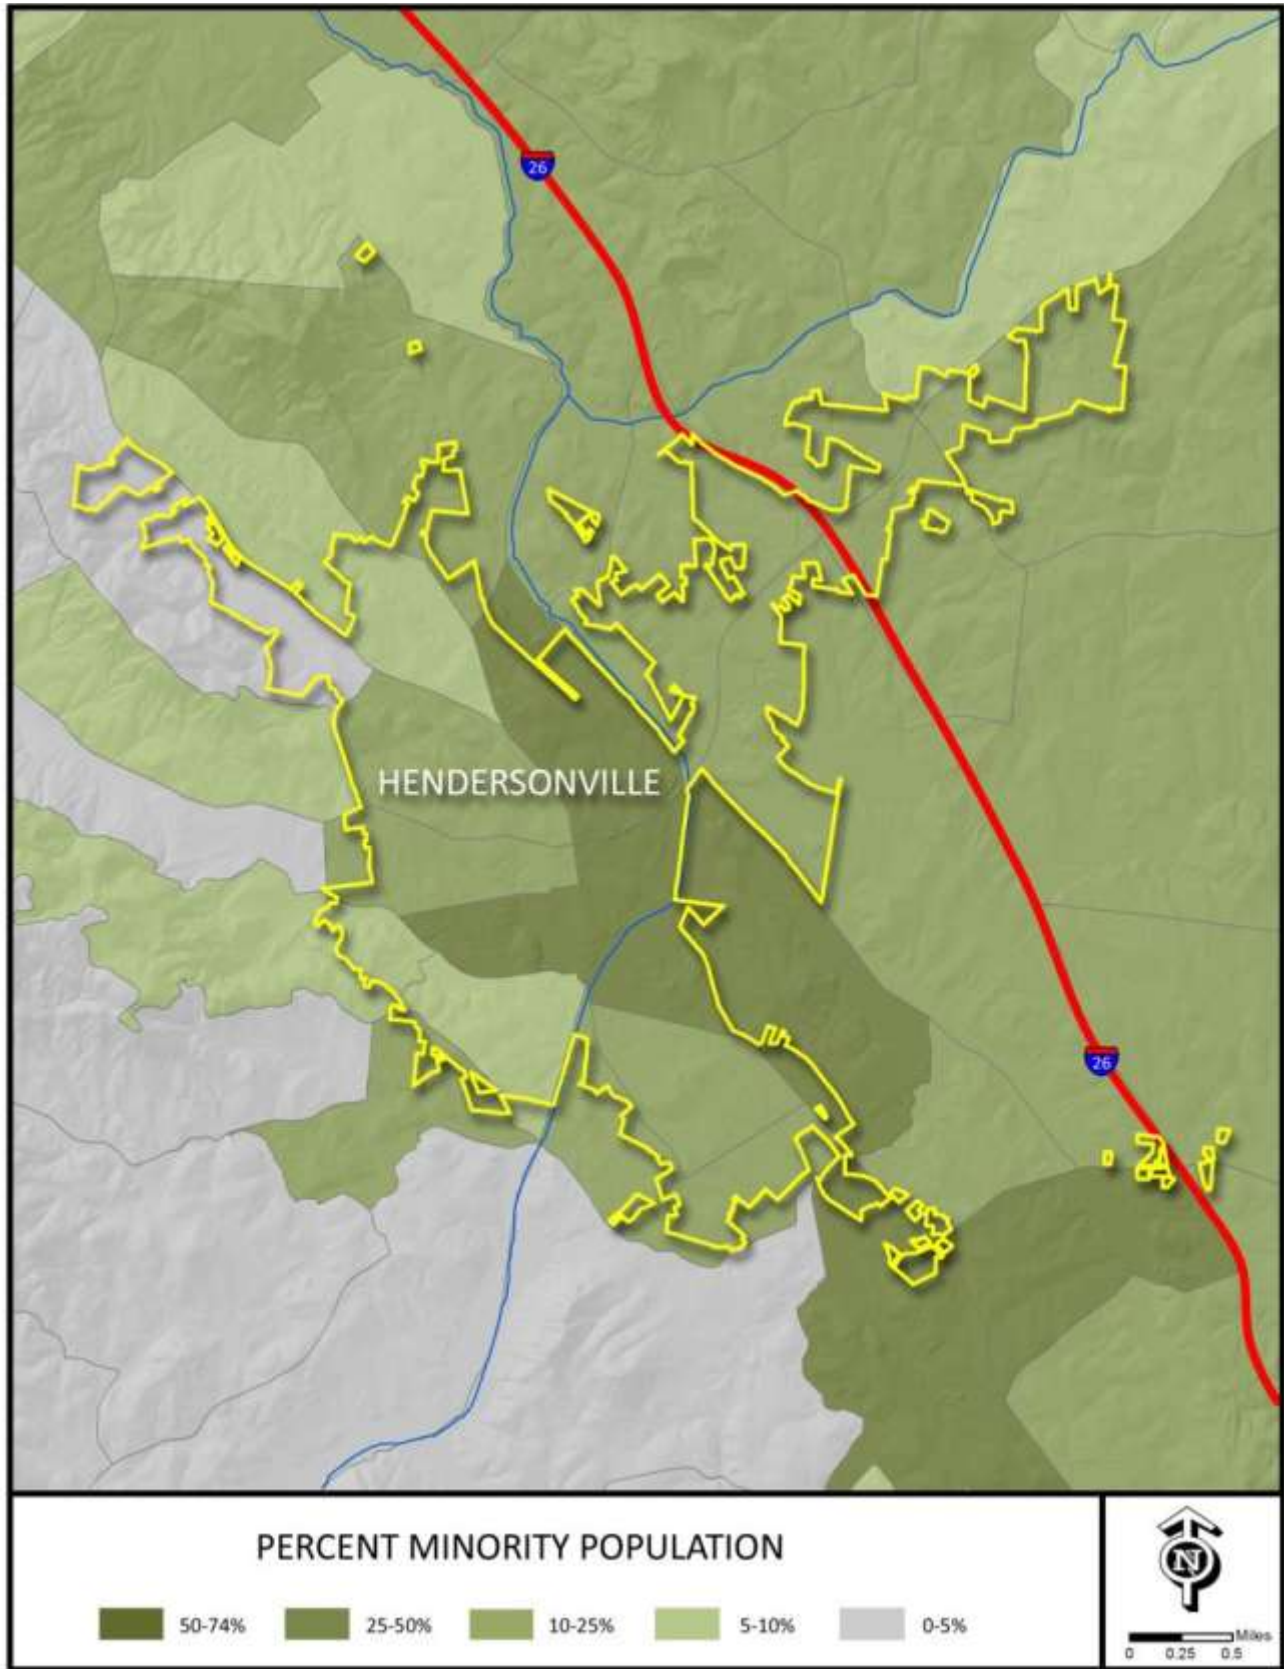 26
HENDERSONVILLE
26
PERCENT MINORITY POPULATION
50-74% 25-50% 10-25% 5-10% 0-5%
N
Miles
0 0.25 0.5